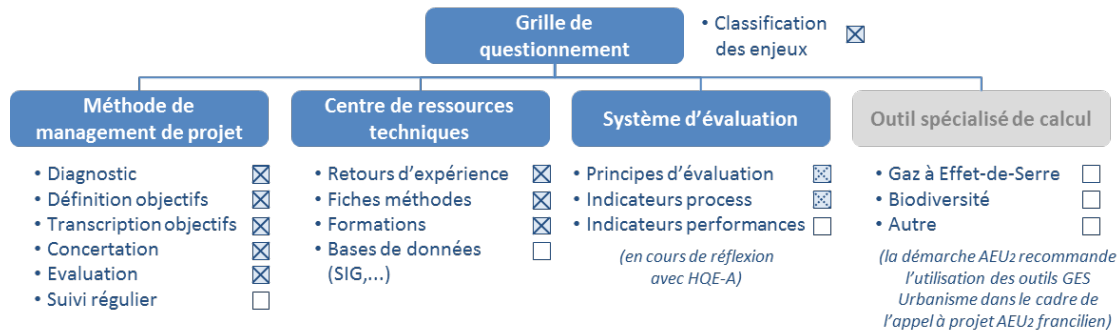 Grille de
questionnement
• Classification
des enjeux
Méthode de
management de projet
• Diagnostic
• Définition objectifs
• Transcription objectifs
• Concertation
• Evaluation
• Suivi régulier
Centre de ressources
techniques
• Retours d’expérience
• Fiches méthodes
• Formations
• Bases de données
(SIG,...)
Système d’évaluation
• Principes d’évaluation
• Indicateurs process
• Indicateurs performances
(en cours de réflexion
avec HQE-A)
Outil spécialisé de calcul
• Gaz à Effet-de-Serre
• Biodiversité
• Autre
(la démarche AEU2 recommande
l’utilisation des outils GES
Urbanisme dans le cadre de
l’appel à projet AEU2 francilien)